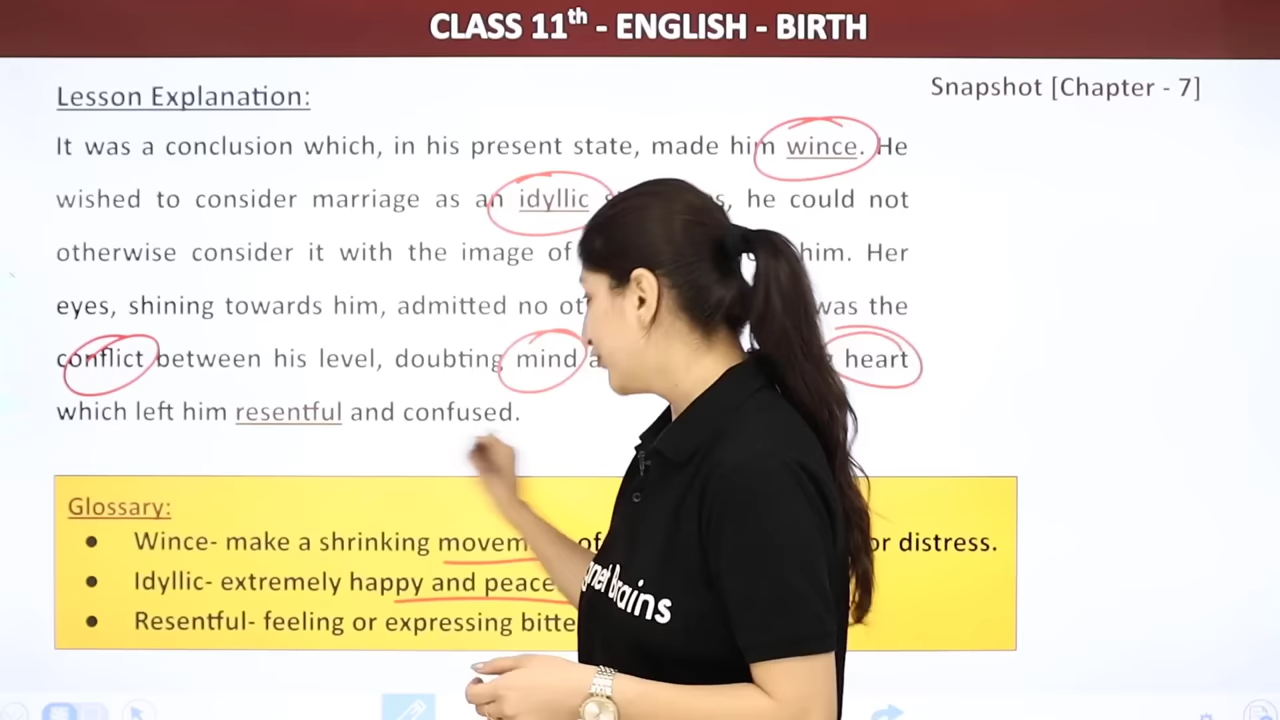 CLASS 11th - ENGLISH - BIRTH
Snapshot [Chapter - 7]
Lesson Explanation:
It was a conclusion which, in his present state, made him wince. He
wished to consider marriage as an idyllic he could not
otherwise consider it with the image of him. Her
eyes, shining towards him, admitted no was the
conflict between his level, doubting mind heart
which left him resentful and confused.
Glossary:
● Wince- make a shrinking of or distress.
● Idyllic- extremely happy and
● Resentful- feeling or expressing
Magnet Brains